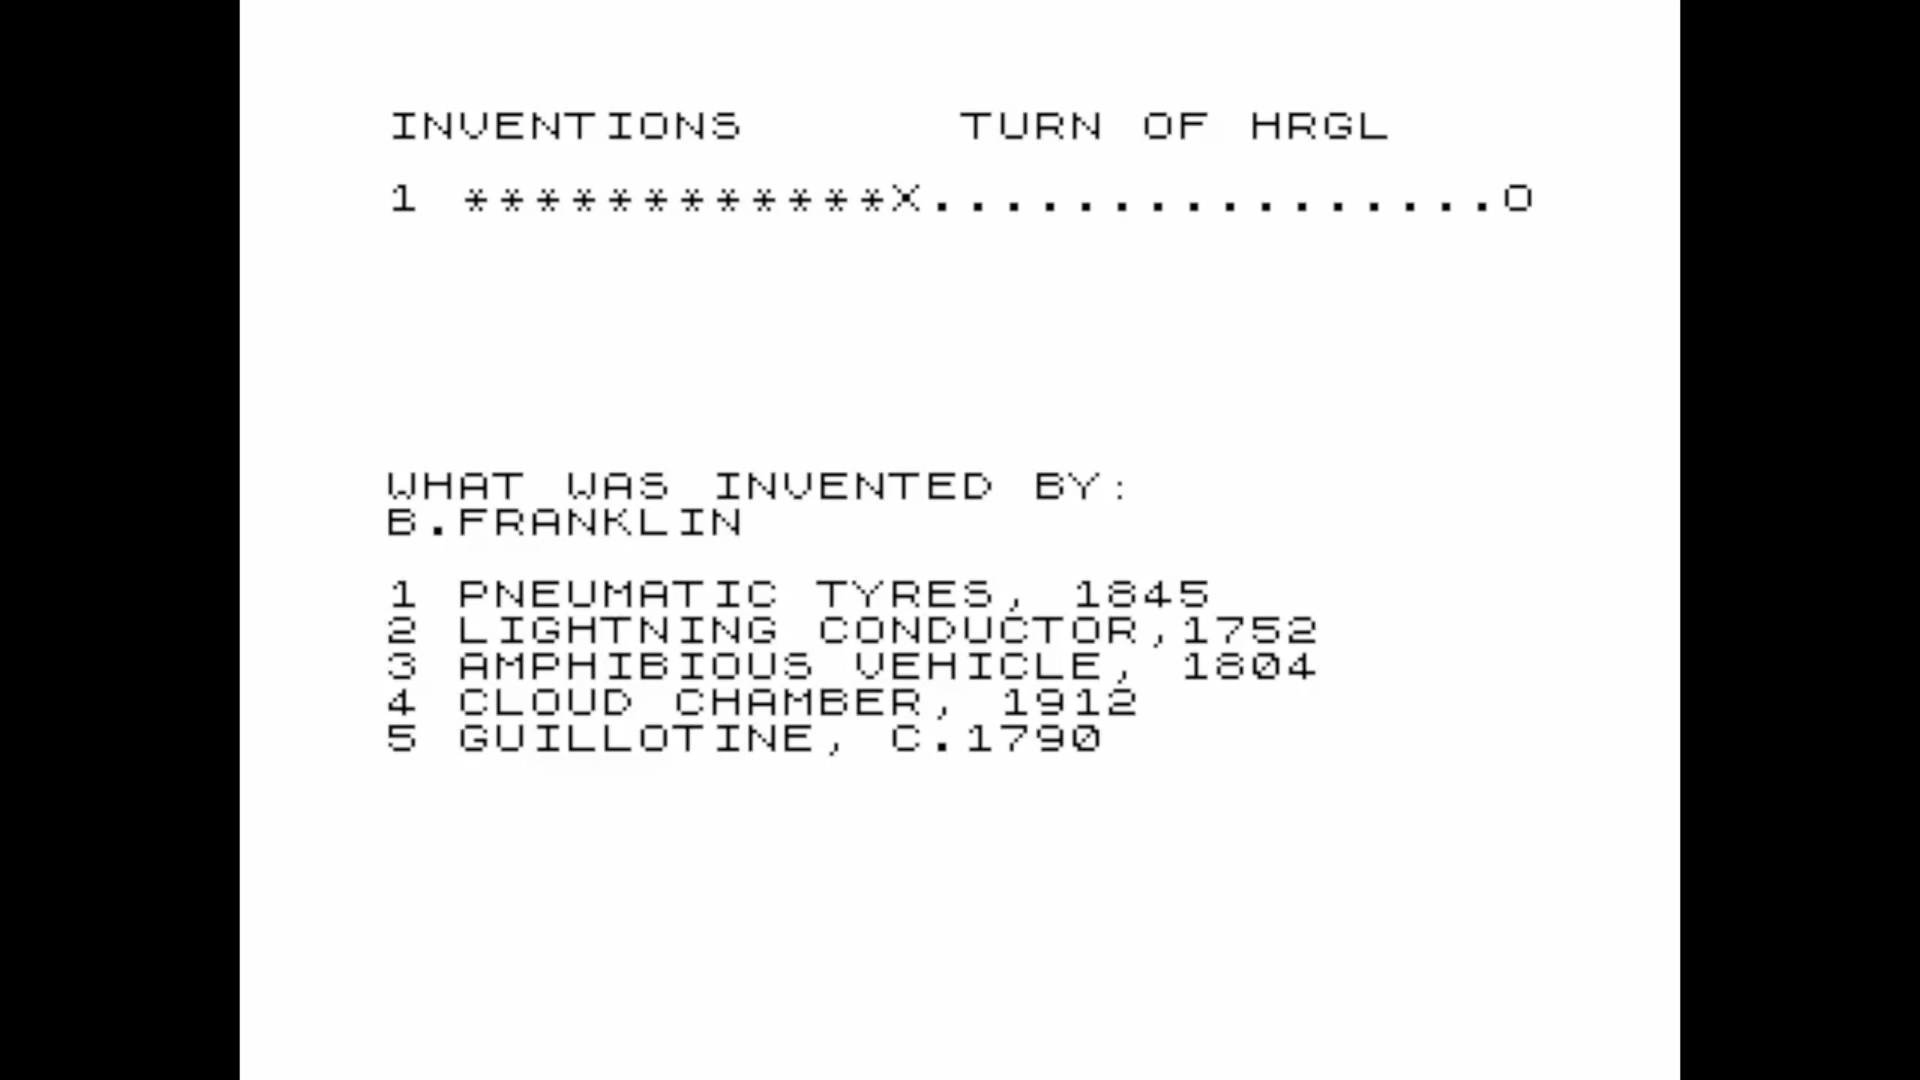 INVENTIONS TURN OF HRGL
1 ************X................O
WHAT WAS INVENTED BY:
B.FRANKLIN
1 PNEUMATIC TYRES, 1845
2 LIGHTNING CONDUCTOR,1752
3 AMPHIBIOUS VEHICLE, 1804
4 CLOUD CHAMBER, 1912
5 GUILLOTINE, C.1790